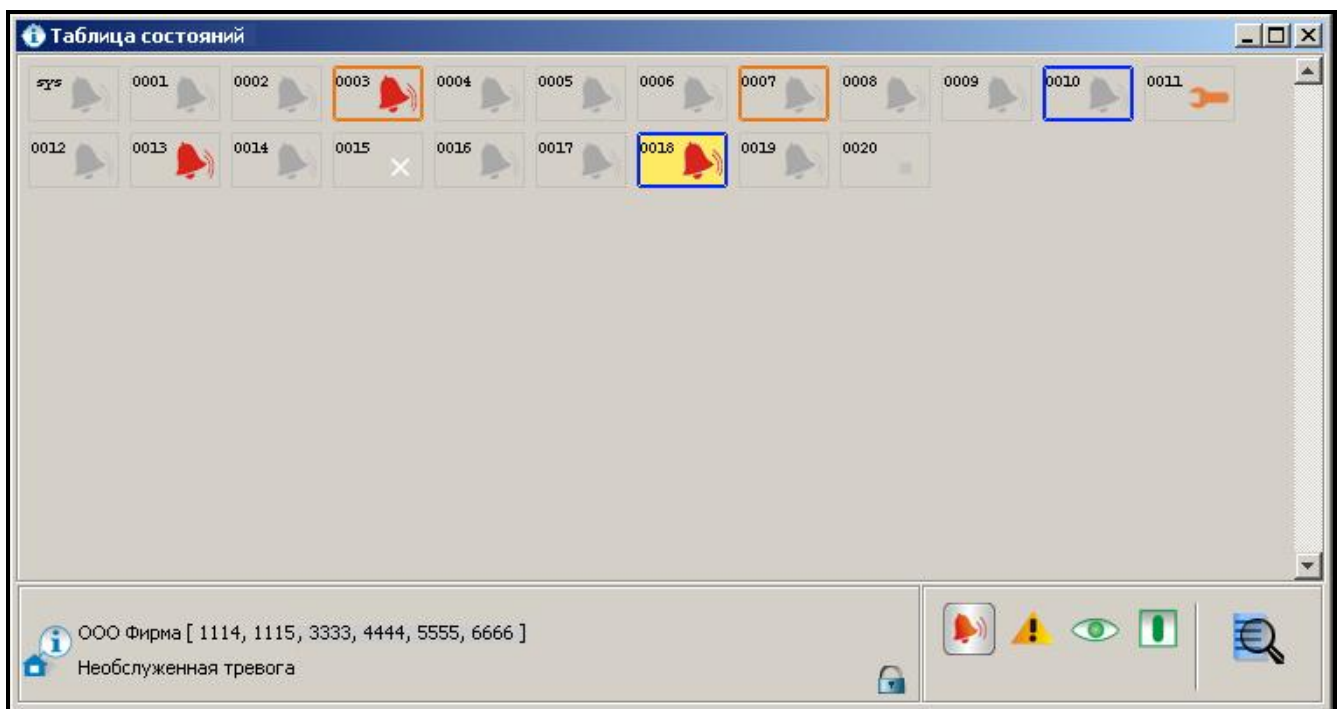 Таблица состояний
sys 0001 0002 0003 0004 0005 0006 0007 0008 0009 0010 0011
0012 0013 0014 0015 0016 0017 0018 0019 0020
ООО Фирма [ 1114, 1115, 3333, 4444, 5555, 6666 ]
Необслуженная тревога